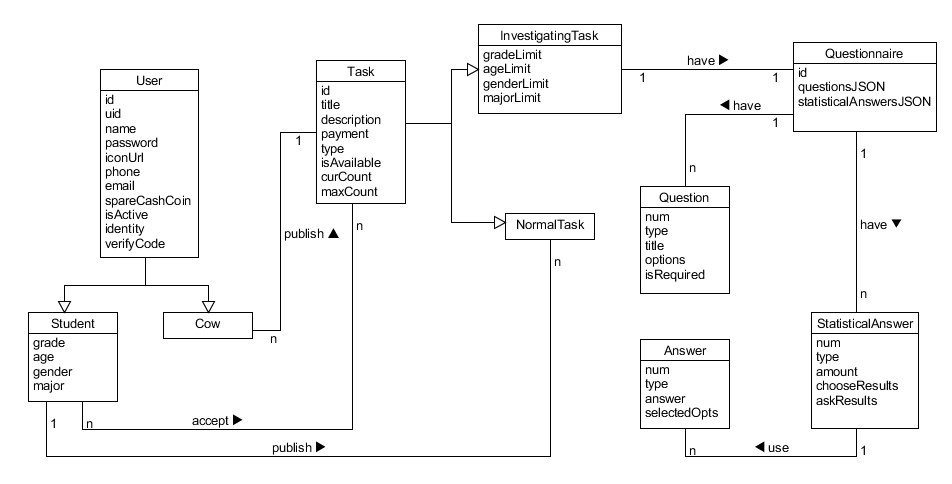 User
id
uid
name
password
iconUrl
phone
email
spareCashCoin
isActive
identity
verifyCode
Task
id
title
description
payment
type
isAvailable
curCount
maxCount
InvestigatingTask
gradeLimit
ageLimit
genderLimit
majorLimit
have ▶
1
1
Questionnaire
id
questionsJSON
statisticalAnswersJSON
◀ have
1
n
1
publish ▲
n
Question
num
type
title
options
isRequired
NormalTask
n
n
1
have ▼
n
Student
grade
age
gender
major
Cow
1
n
accept ▶
publish ▶
Answer
num
type
answer
selectedOpts
StatisticalAnswer
num
type
amount
chooseResults
askResults
n
◀ use
1